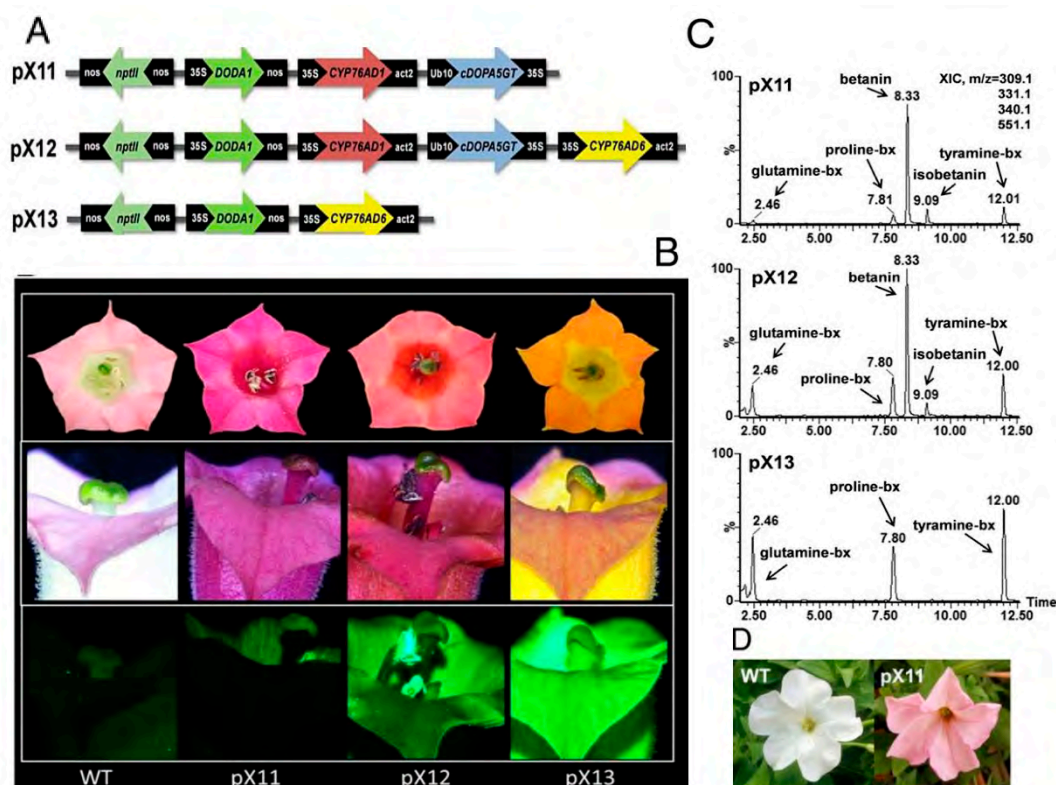 A
pX11 nos nptII nos 35S DODA1 nos 35S CYP76AD1 act2 Ub10 cDOPA5GT 35S
pX12 nos nptII nos 35S DODA1 nos 35S CYP76AD1 act2 Ub10 cDOPA5GT 35S 35S CYP76AD6 act2
pX13 nos nptII nos 35S DODA1 nos 35S CYP76AD6 act2
B
WT pX11 pX12 pX13
C
pX11
100
%
betanin
8.33
XIC, m/z=309.1
331.1
340.1
551.1
glutamine-bx
2.46
proline-bx
7.81
isobetanin
9.09
tyramine-bx
12.01
2.50 5.00 7.50 10.00 12.50
pX12
100
%
betanin
8.33
glutamine-bx
2.46
proline-bx
7.80
isobetanin
9.09
tyramine-bx
12.00
2.50 5.00 7.50 10.00 12.50
pX13
100
%
2.46
glutamine-bx
proline-bx
7.80
tyramine-bx
12.00
Time
2.50 5.00 7.50 10.00 12.50
D
WT
pX11